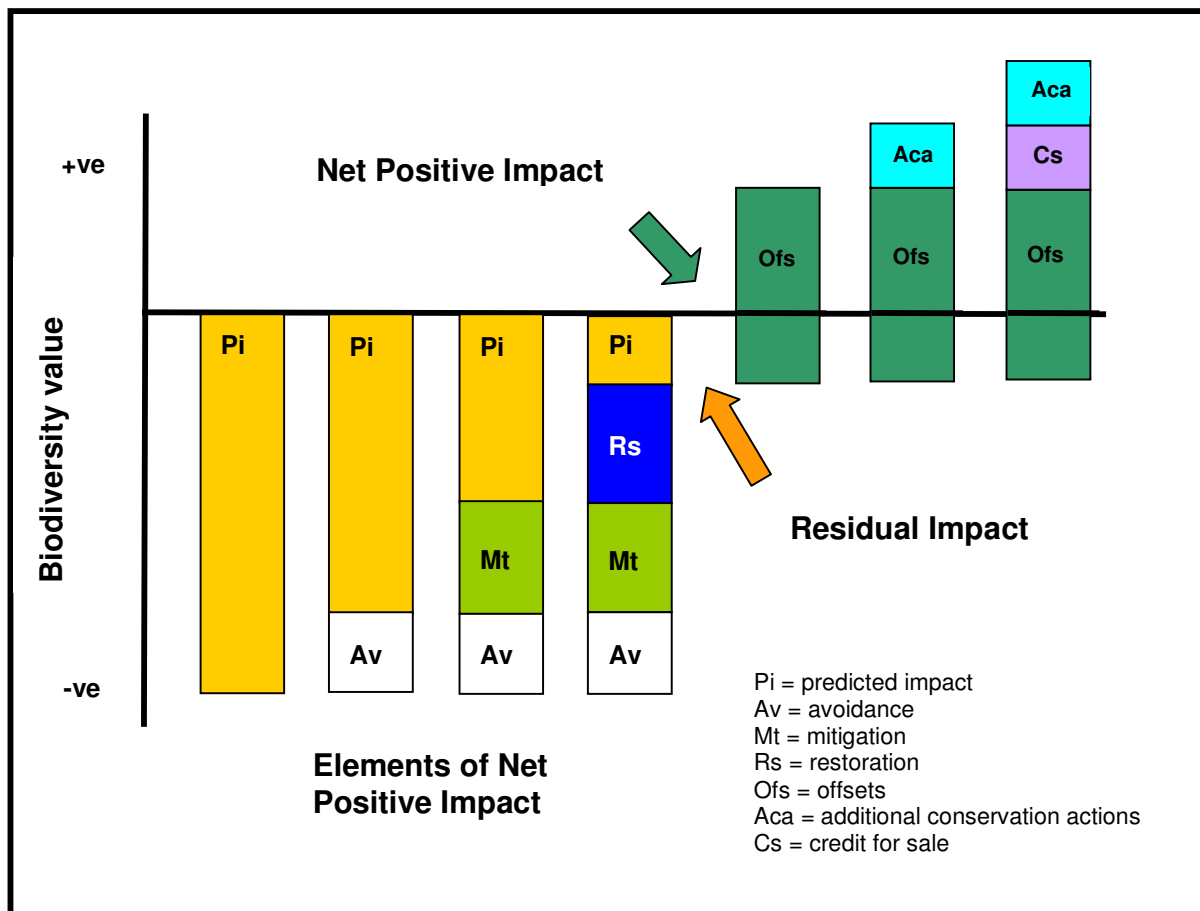 Aca
+ve
Net Positive Impact
Aca
Cs
Ofs
Ofs
Ofs
Biodiversity value
Pi
Pi
Pi
Pi
Rs
Residual Impact
Mt
Mt
Av
Av
Av
-ve
Pi = predicted impact
Av = avoidance
Mt = mitigation
Rs = restoration
Ofs = offsets
Aca = additional conservation actions
Cs = credit for sale
Elements of Net
Positive Impact